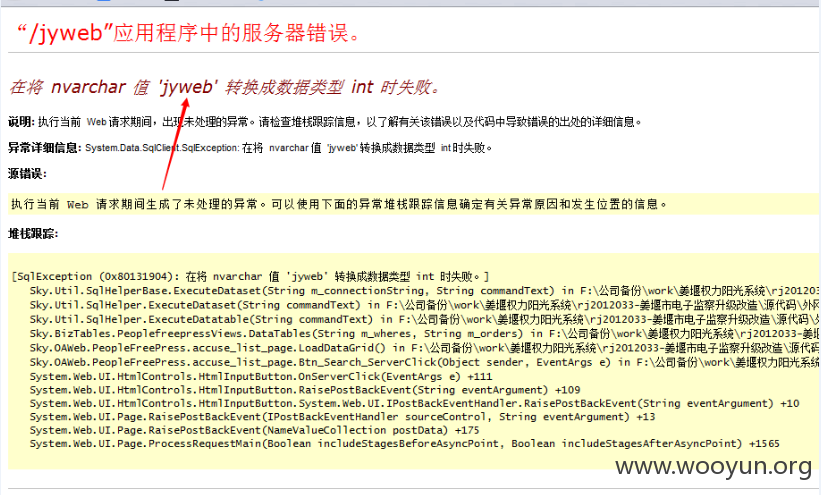 “/jyweb”应用程序中的服务器错误。
在将 nvarchar 值 'jyweb' 转换成数据类型 int 时失败。
说明: 执行当前 Web 请求期间，出现未处理的异常。请检查堆栈跟踪信息，以了解有关该错误以及代码中导致错误的出处的详细信息。
异常详细信息: System.Data.SqlClient.SqlException: 在将 nvarchar 值 'jyweb' 转换成数据类型 int 时失败。
源错误:
执行当前 Web 请求期间生成了未处理的异常。可以使用下面的异常堆栈跟踪信息确定有关异常原因和发生位置的信息。
堆栈跟踪:
[SqlException (0x80131904): 在将 nvarchar 值 'jyweb' 转换成数据类型 int 时失败。]
Sky.Util.SqlHelperBase.ExecuteDataset(String m_connectionString, String commandText) in F:\公司备份\work\姜堰权力阳光系统\rj2012033
Sky.Util.SqlHelper.ExecuteDataset(String commandText) in F:\公司备份\work\姜堰权力阳光系统\rj2012033-姜堰市电子监察升级改造\源代码\外网
Sky.Util.SqlHelper.ExecuteDatatable(String commandText) in F:\公司备份\work\姜堰权力阳光系统\rj2012033-姜堰市电子监察升级改造\源代码\外
Sky.BizTables.PeoplefreepressViews.DataTables(String m_wheres, String m_orders) in F:\公司备份\work\姜堰权力阳光系统\rj2012033-姜堰
Sky.OAWeb.PeopleFreePress.accuse_list_page.LoadDataGrid() in F:\公司备份\work\姜堰权力阳光系统\rj2012033-姜堰市电子监察升级改造\源代码
Sky.OAWeb.PeopleFreePress.accuse_list_page.Btn_Search_ServerClick(Object sender, EventArgs e) in F:\公司备份\work\姜堰权力阳光系统
System.Web.UI.HtmlControls.HtmlInputButton.OnServerClick(EventArgs e) +111
System.Web.UI.HtmlControls.HtmlInputButton.RaisePostBackEvent(String eventArgument) +109
System.Web.UI.HtmlControls.HtmlInputButton.System.Web.UI.IPostBackEventHandler.RaisePostBackEvent(String eventArgument) +10
System.Web.UI.Page.RaisePostBackEvent(IPostBackEventHandler sourceControl, String eventArgument) +13
System.Web.UI.Page.RaisePostBackEvent(NameValueCollection postData) +175
System.Web.UI.Page.ProcessRequestMain(Boolean includeStagesBeforeAsyncPoint, Boolean includeStagesAfterAsyncPoint) +1565
www.wooyun.org